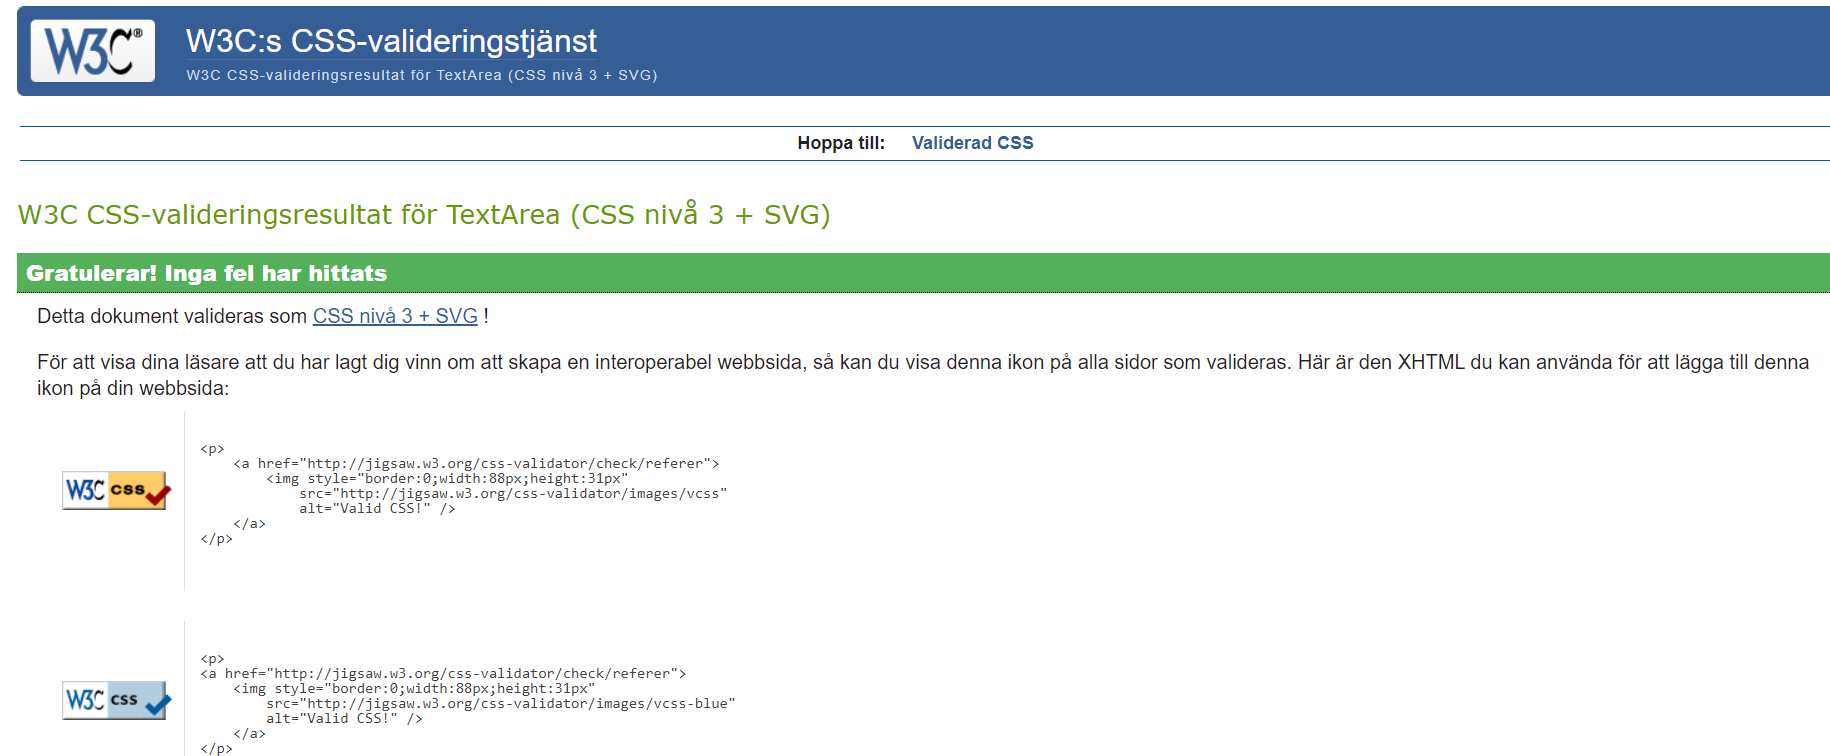 W3C®
W3C:s CSS-valideringstjänst
W3C CSS-valideringsresultat för TextArea (CSS nivå 3 + SVG)
Hoppa till: Validerad CSS
W3C CSS-valideringsresultat för TextArea (CSS nivå 3 + SVG)
Gratulerar! Inga fel har hittats
Detta dokument valideras som CSS nivå 3 + SVG !
För att visa dina läsare att du har lagt dig vinn om att skapa en interoperabel webbsida, så kan du visa denna ikon på alla sidor som valideras. Här är den XHTML du kan använda för att lägga till denna
ikon på din webbsida:
W3C css
<p>
<a href="http://jigsaw.w3.org/css-validator/check/referer">
<img style="border:0;width:88px;height:31px"
src="http://jigsaw.w3.org/css-validator/images/vcss"
alt="Valid CSS!" />
</a>
</p>
W3C css
<p>
<a href="http://jigsaw.w3.org/css-validator/check/referer">
<img style="border:0;width:88px;height:31px"
src="http://jigsaw.w3.org/css-validator/images/vcss-blue"
alt="Valid CSS!" />
</a>
</p>